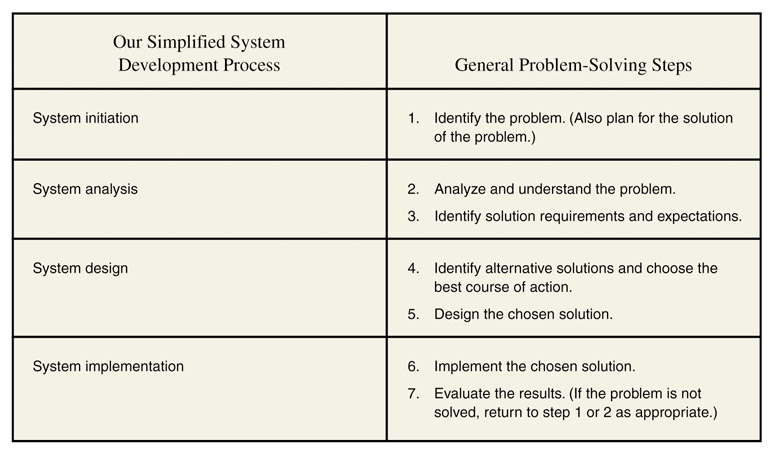 Our Simplified System
Development Process
General Problem-Solving Steps
System initiation
1. Identify the problem. (Also plan for the solution
of the problem.)
System analysis
2. Analyze and understand the problem.
3. Identify solution requirements and expectations.
System design
4. Identify alternative solutions and choose the
best course of action.
5. Design the chosen solution.
System implementation
6. Implement the chosen solution.
7. Evaluate the results. (If the problem is not
solved, return to step 1 or 2 as appropriate.)